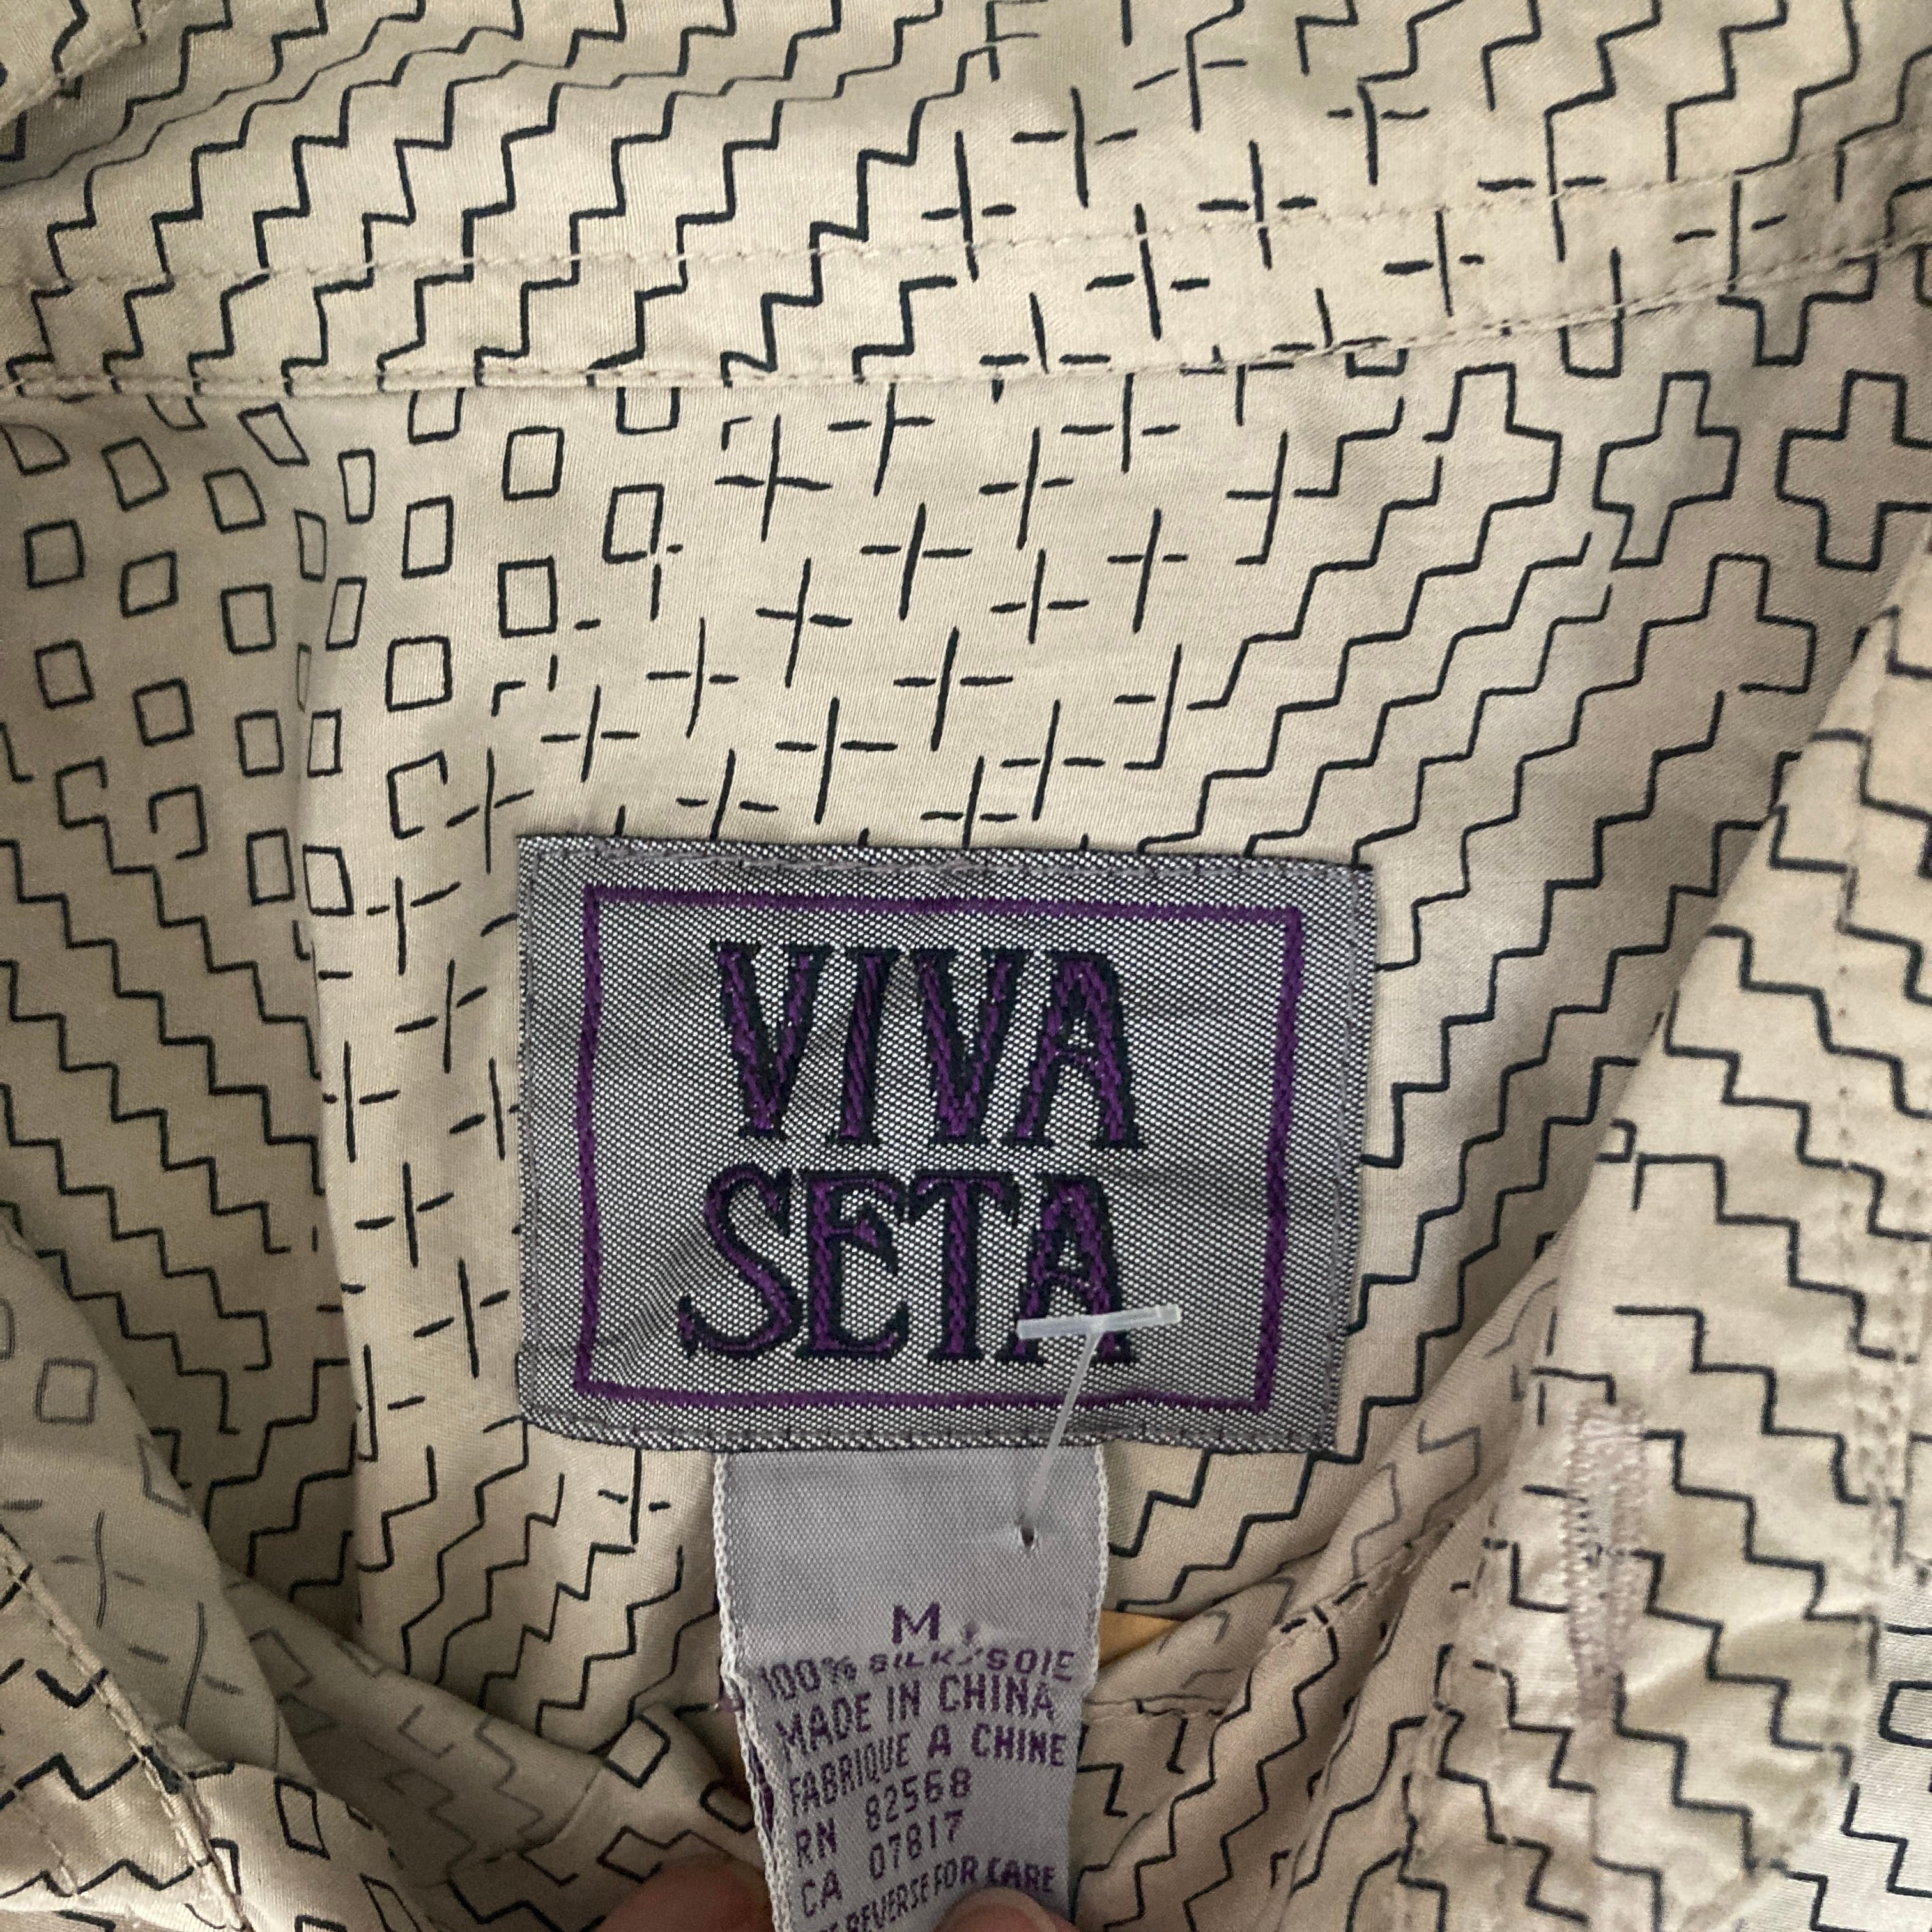 VIVA
SETA
M
100% SILK/SOIE
MADE IN CHINA
FABRIQUE A CHINE
RN 82568
CA 07817
REVERSE FOR CARE